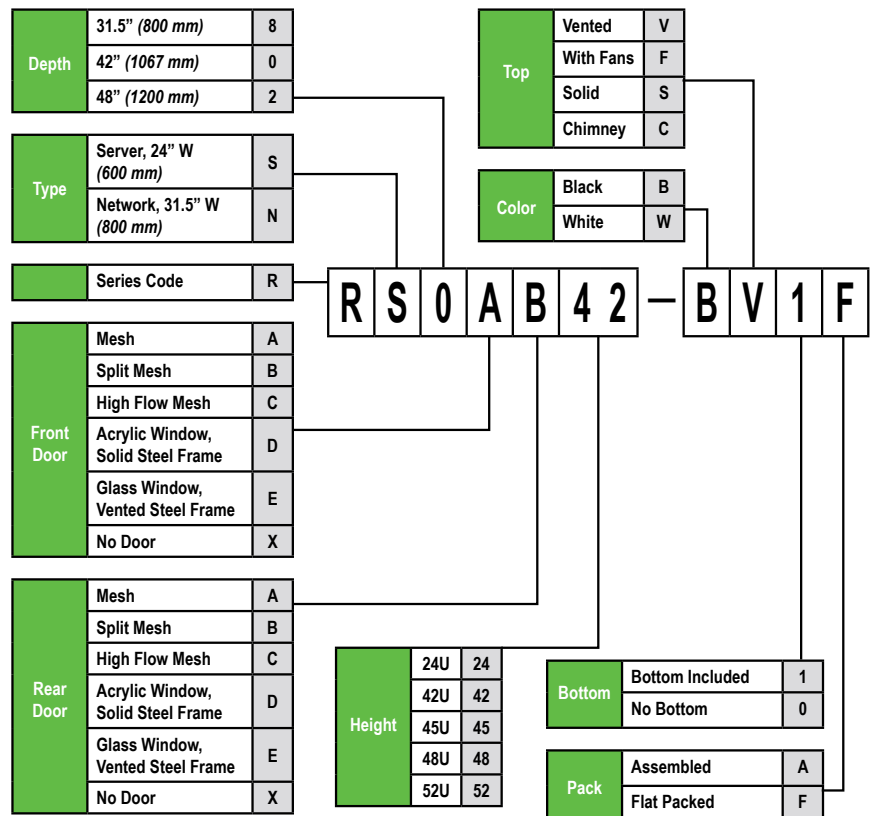 Depth
31.5” (800 mm) 8
42” (1067 mm) 0
48” (1200 mm) 2
Type
Server, 24” W
(600 mm)
S
Network, 31.5” W
(800 mm)
N
Series Code R
Front
Door
Mesh A
Split Mesh B
High Flow Mesh C
Acrylic Window,
Solid Steel Frame
D
Glass Window,
Vented Steel Frame
E
No Door X
Rear
Door
Mesh A
Split Mesh B
High Flow Mesh C
Acrylic Window,
Solid Steel Frame
D
Glass Window,
Vented Steel Frame
E
No Door X
Top
Vented V
With Fans F
Solid S
Chimney C
Color
Black B
White W
R S 0 A B 4 2 – B V 1 F
Height
24U 24
42U 42
45U 45
48U 48
52U 52
Bottom
Bottom Included 1
No Bottom 0
Pack
Assembled A
Flat Packed F